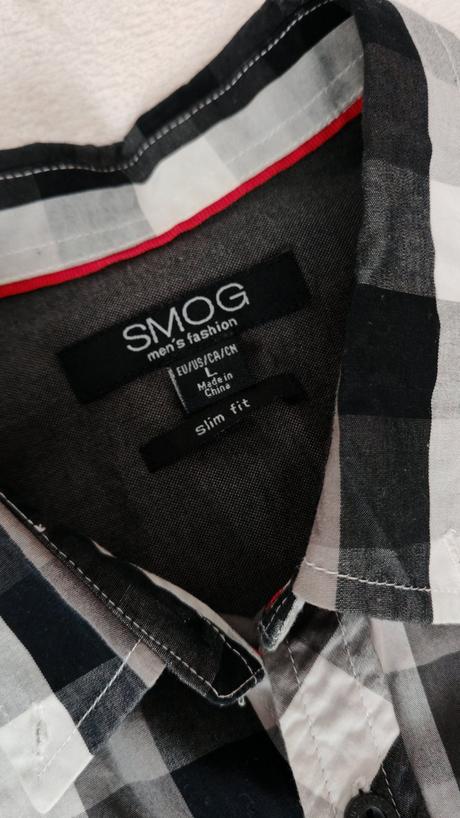 SMOG
men's fashion
EU/US/CA/CN
L
Made in
China
slim fit